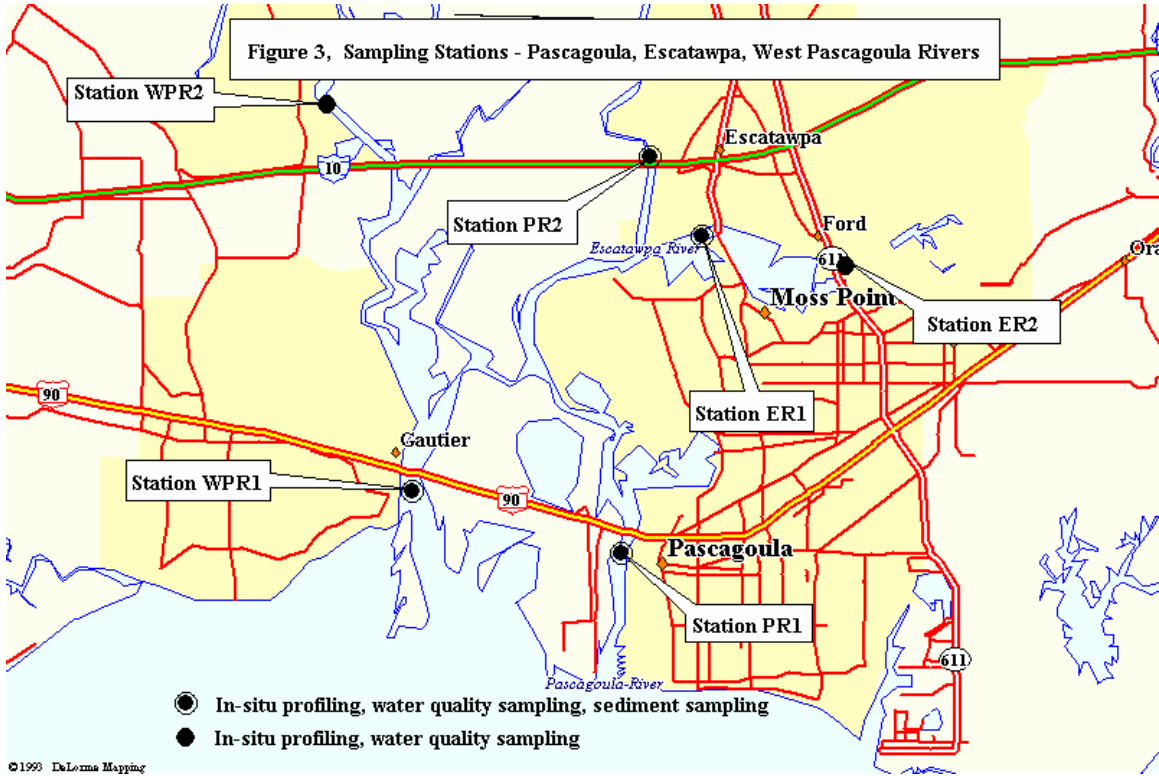 Figure 3, Sampling Stations - Pascagoula, Escatawpa, West Pascagoula Rivers
Station WPR2
Escatawpa
10
Station PR2
Ford
Escatawpa River
611
Ora
Moss Point
Station ER2
90
Station ER1
Gautier
Station WPR1
90
Pascagoula
Station PR1
611
Pascagoula-River
In-situ profiling, water quality sampling, sediment sampling
In-situ profiling, water quality sampling
©1993 DeLorme Mapping